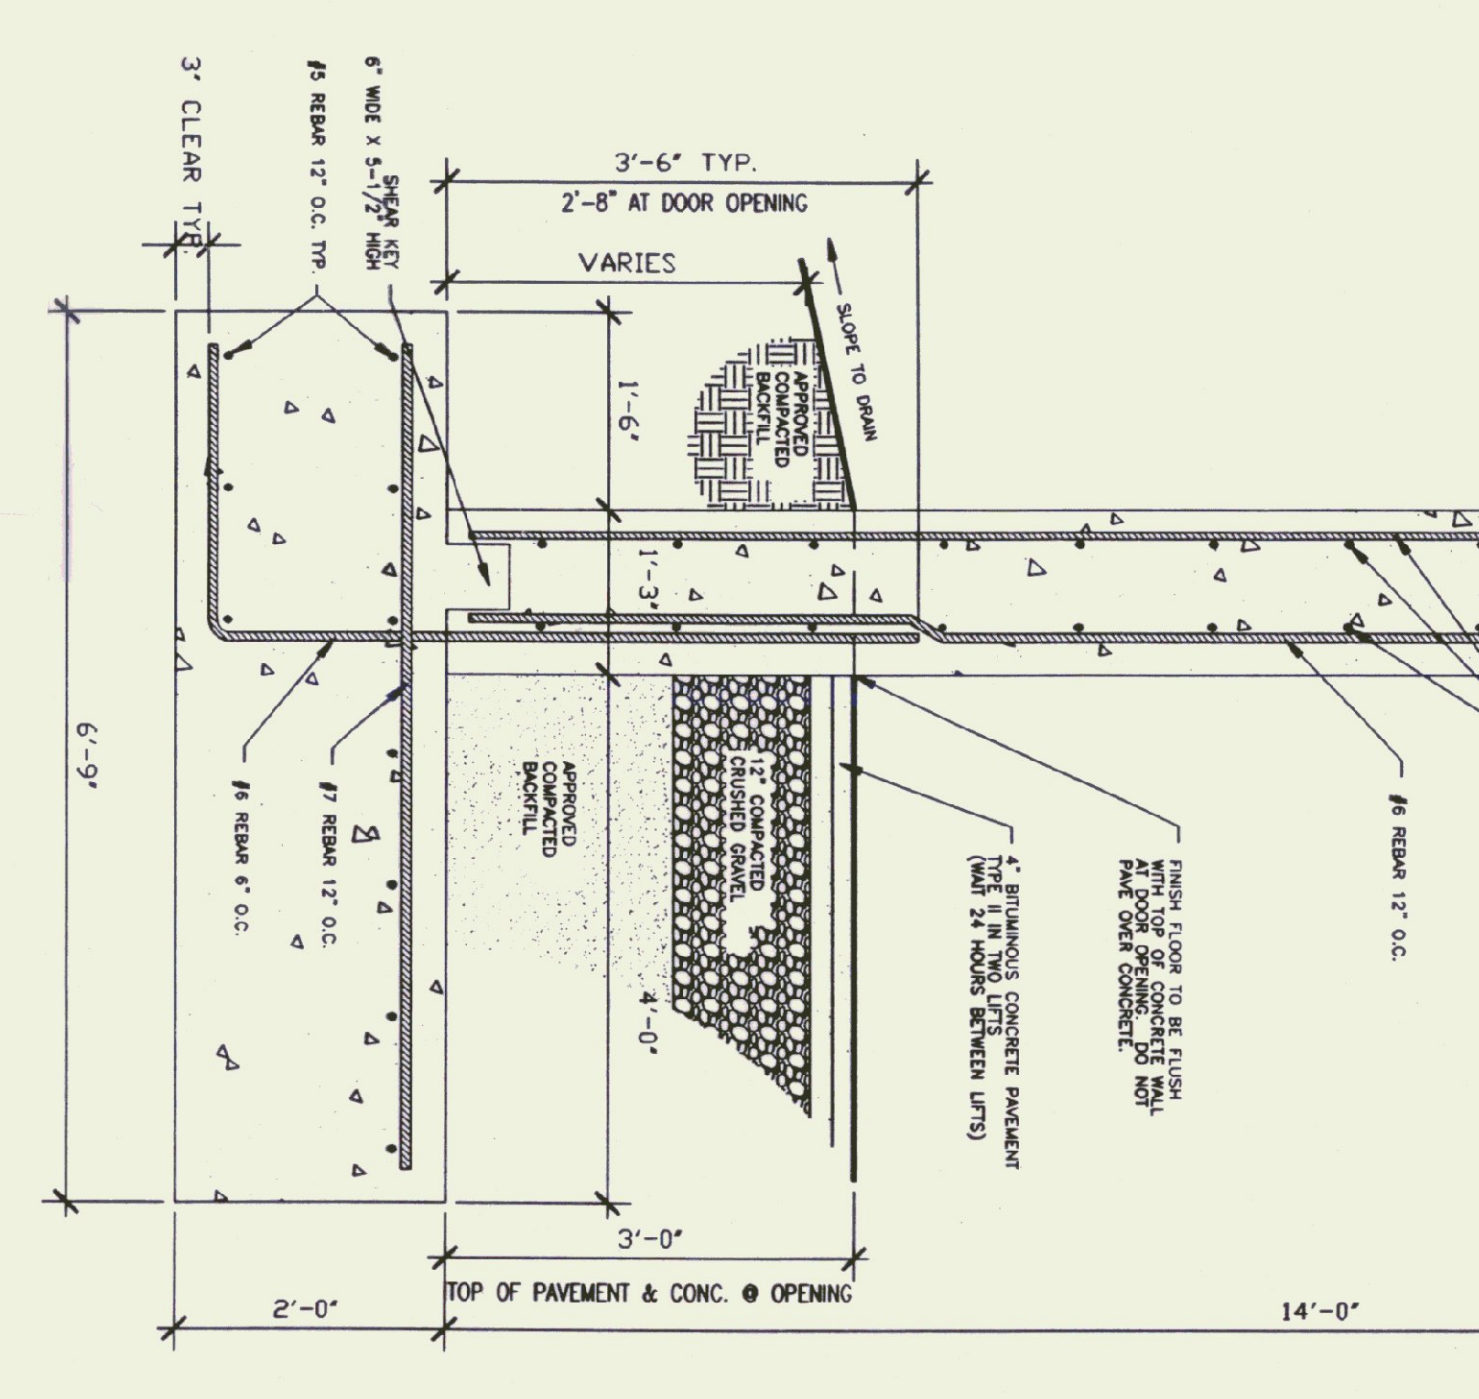 3" CLEAR TYP.
#5 REBAR 12" O.C. TYP.
6" WIDE X 5-1/2" HIGH
SHEAR KEY
3'-6" TYP.
2'-8" AT DOOR OPENING
VARIES
SLOPE TO DRAIN
APPROVED
COMPACTED
BACKFILL
1'-6"
1'-3"
6'-9"
#6 REBAR 6" O.C.
#7 REBAR 12" O.C.
APPROVED
COMPACTED
BACKFILL
12" COMPACTED
CRUSHED GRAVEL
4'-0"
4" BITUMINOUS CONCRETE PAVEMENT
TYPE II IN TWO LIFTS
(WAIT 24 HOURS BETWEEN LIFTS)
FINISH FLOOR TO BE FLUSH
WITH TOP OF CONCRETE WALL
AT DOOR OPENING. DO NOT
PAVE OVER CONCRETE.
#6 REBAR 12" O.C.
3'-0"
TOP OF PAVEMENT & CONC. @ OPENING
2'-0"
14'-0"